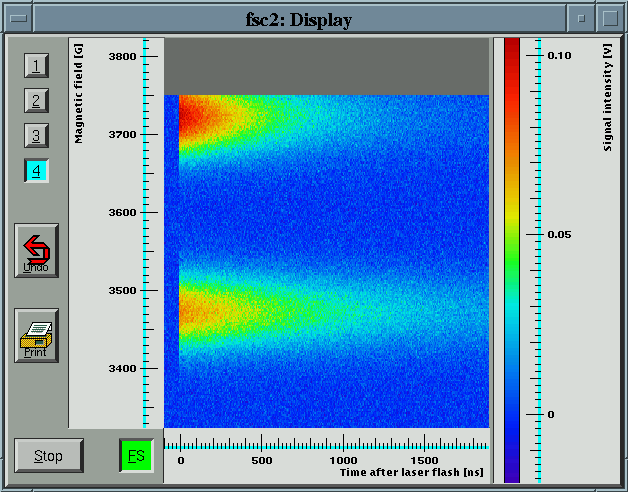 fsc2: Display
1
2
3
4
Undo
Print
Stop
FS
Magnetic field [G]
3800
3700
3600
3500
3400
0
500
1000
1500
Time after laser flash [ns]
Signal intensity [V]
0.10
0.05
0